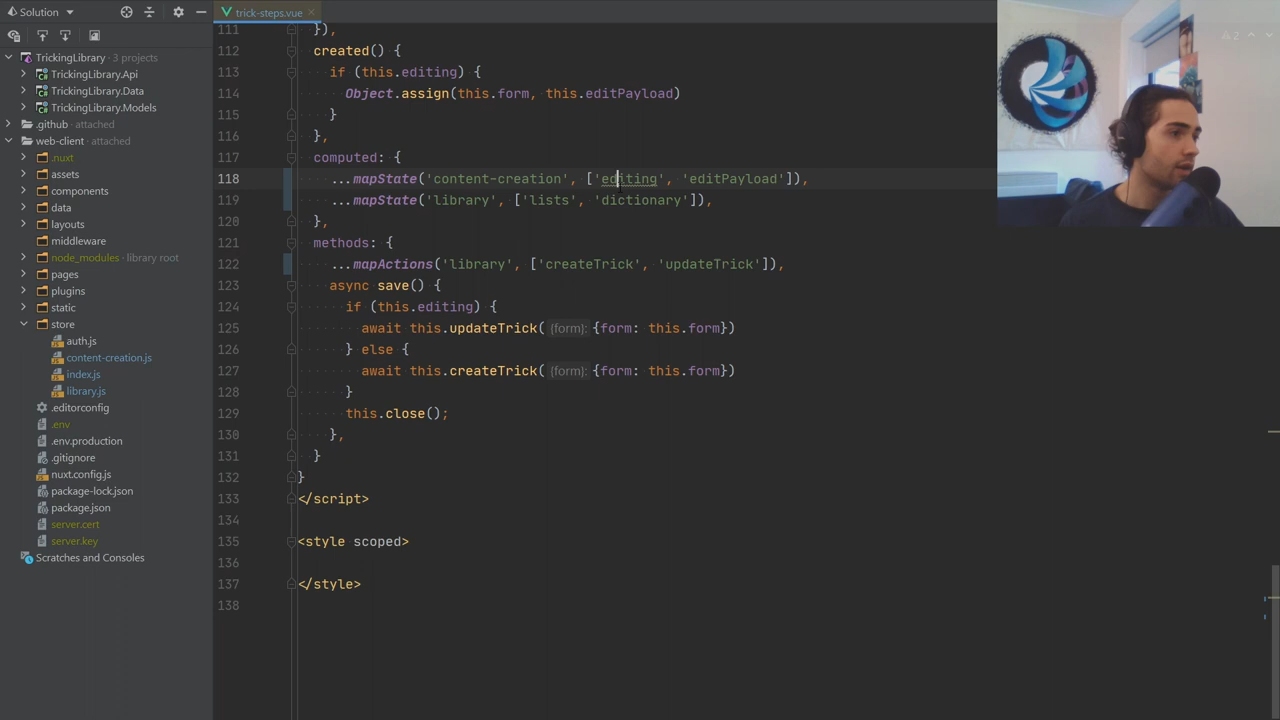 Solution
trick-steps.vue
TrickingLibrary · 3 projects
TrickingLibrary.Api
TrickingLibrary.Data
TrickingLibrary.Models
.github · attached
web-client attached
.nuxt
assets
components
data
layouts
middleware
node_modules · library root
pages
plugins
static
store
auth.js
content-creation.js
index.js
library.js
.editorconfig
.env
.env.production
.gitignore
nuxt.config.js
package-lock.json
package.json
server.cert
server.key
Scratches and Consoles
111 }),
112 created() {
113 if (this.editing) {
114 Object.assign(this.form, this.editPayload)
115 }
116 },
117 computed: {
118 ...mapState('content-creation', ['editing', 'editPayload']),
119 ...mapState('library', ['lists', 'dictionary']),
120 },
121 methods: {
122 ...mapActions('library', ['createTrick', 'updateTrick']),
123 async save() {
124 if (this.editing) {
125 await this.updateTrick( {form}: {form: this.form})
126 } else {
127 await this.createTrick( {form}: {form: this.form})
128 }
129 this.close();
130 },
131 }
132 }
133 </script>
134
135 <style scoped>
136
137 </style>
138
2